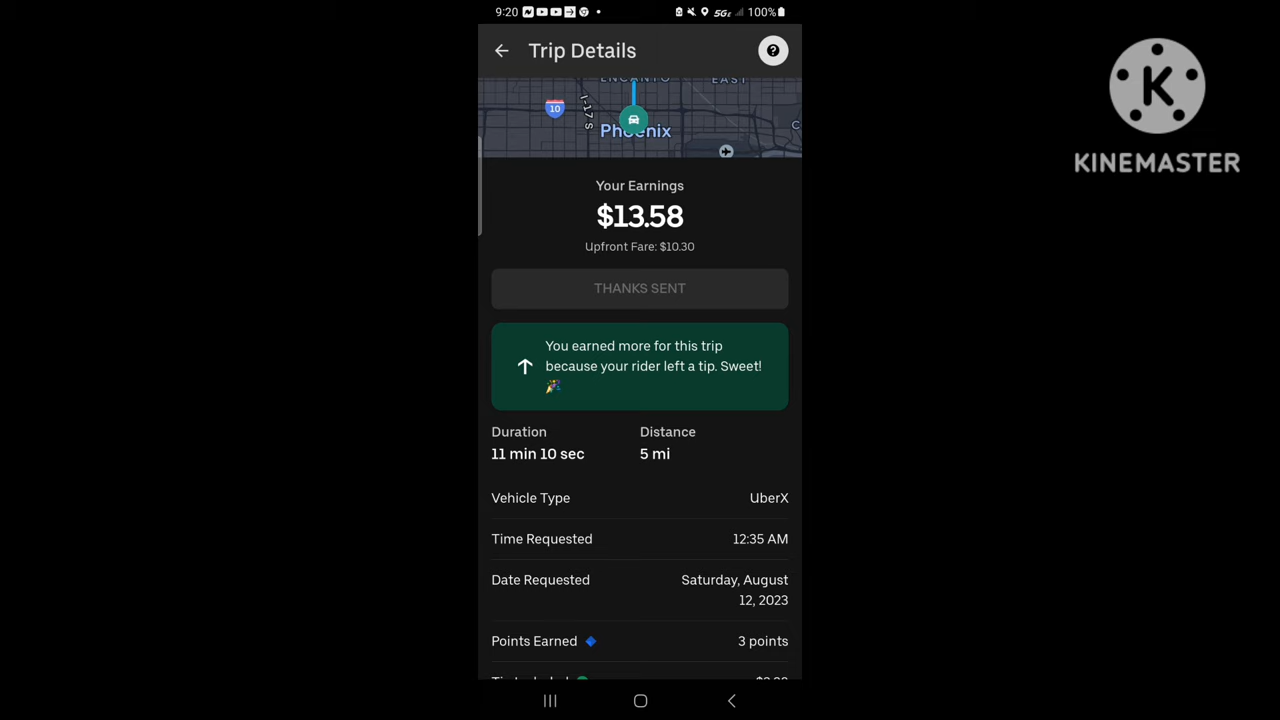 9:20
5GE
100%
Trip Details
ENCANTO
EAST
10
I-17 S
Phoenix
Your Earnings
$13.58
Upfront Fare: $10.30
THANKS SENT
You earned more for this trip
because your rider left a tip. Sweet!
Duration
Distance
11 min 10 sec
5 mi
Vehicle Type
UberX
Time Requested
12:35 AM
Date Requested
Saturday, August
12, 2023
Points Earned
3 points
K
KINEMASTER